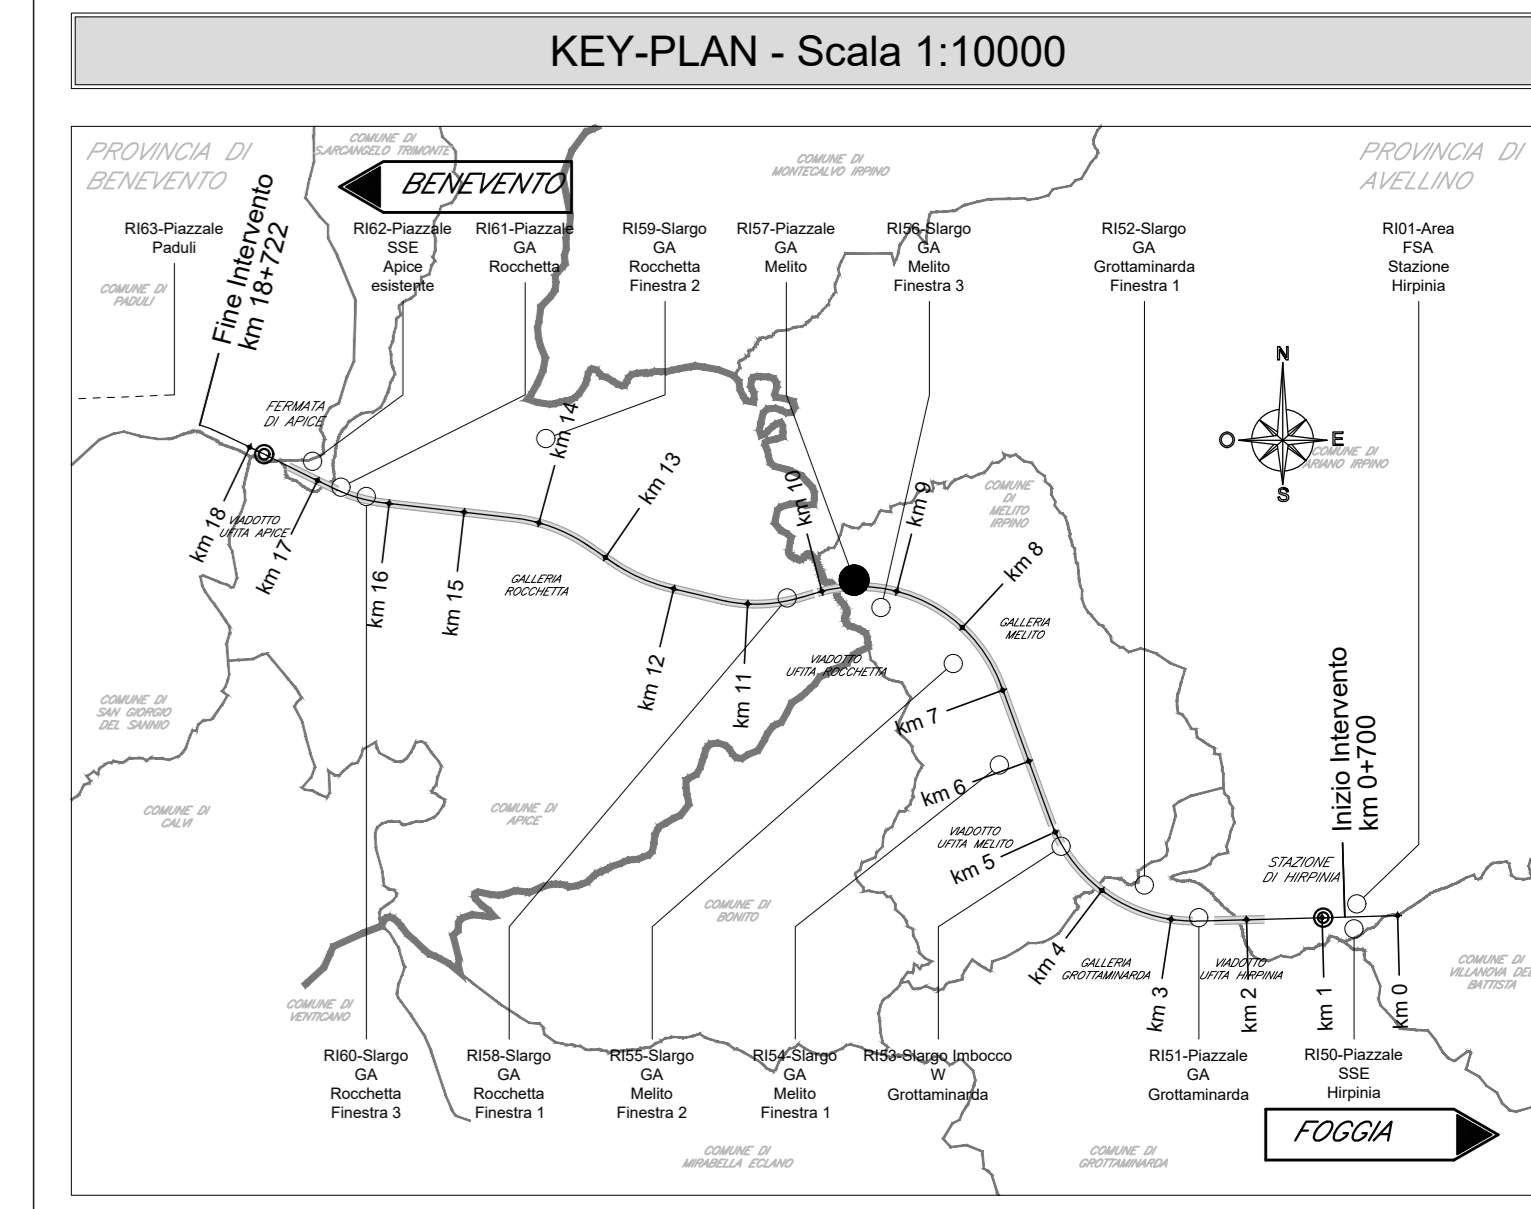 KEY-PLAN - Scala 1:10000
PROVINCIA DI
BENEVENTO
COMUNE DI
S.ARCANGELO TRIMONTE
BENEVENTO
COMUNE DI
MONTECALVO IRPINO
PROVINCIA DI
AVELLINO
RI63-Piazzale
Paduli
Fine Intervento
km 18+722
RI62-Piazzale
SSE
Apice
esistente
RI61-Piazzale
GA
Rocchetta
RI59-Slargo
GA
Rocchetta
Finestra 2
RI57-Piazzale
GA
Melito
RI56-Slargo
GA
Melito
Finestra 3
RI52-Slargo
GA
Grottaminarda
Finestra 1
RI01-Area
FSA
Stazione
Hirpinia
COMUNE DI
PADULI
FERMATA
DI APICE
N
E
S
O
COMUNE DI
ARIANO IRPINO
COMUNE
DI
MELITO
IRPINO
km 18
VIADOTTO
UFITA APICE
km 17
km 16
km 15
km 14
km 13
km 12
km 11
km 10
km 9
km 8
km 7
km 6
km 5
km 4
km 3
km 2
km 1
km 0
GALLERIA
ROCCHETTA
GALLERIA
MELITO
VIADOTTO
UFITA ROCCHETTA
COMUNE DI
SAN GIORGIO
DEL SANNIO
COMUNE DI
CALVI
COMUNE DI
APICE
VIADOTTO
UFITA MELITO
Inizio Intervento
km 0+700
STAZIONE
DI HIRPINIA
COMUNE DI
BONITO
GALLERIA
GROTTAMINARDA
VIADOTTO
UFITA HIRPINIA
COMUNE DI
VILLANOVA DEL
BATTISTA
COMUNE DI
VENTICANO
RI60-Slargo
GA
Rocchetta
Finestra 3
RI58-Slargo
GA
Rocchetta
Finestra 1
RI55-Slargo
GA
Melito
Finestra 2
RI54-Slargo
GA
Melito
Finestra 1
RI53-Slargo Imbocco
W
Grottaminarda
RI51-Piazzale
GA
Grottaminarda
RI50-Piazzale
SSE
Hirpinia
FOGGIA
COMUNE DI
MIRABELLA ECLANO
COMUNE DI
GROTTAMINARDA